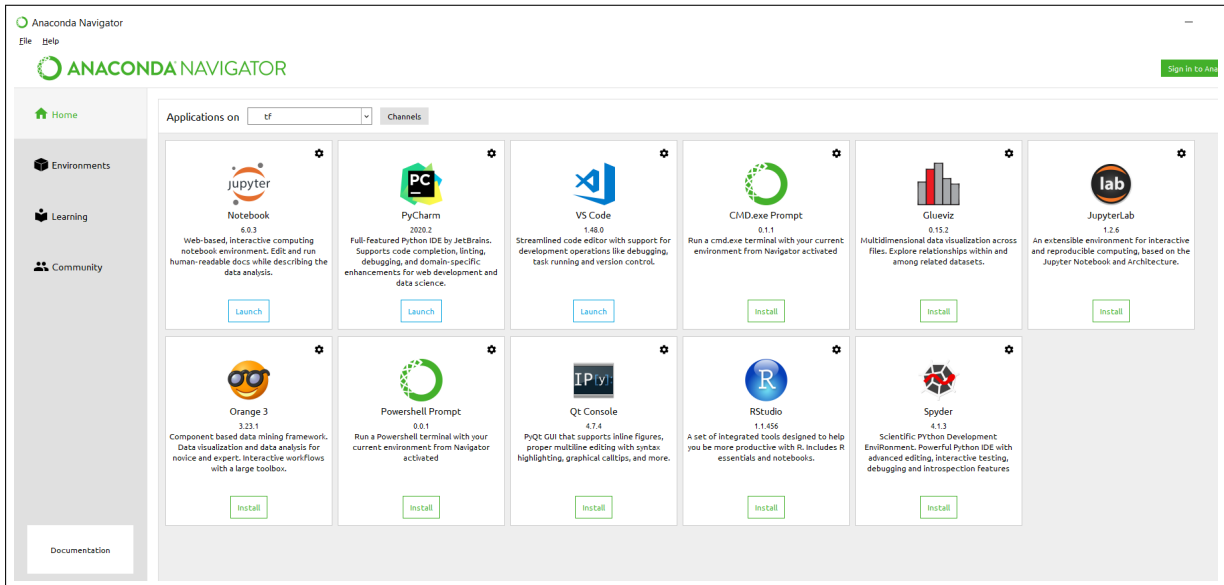 Anaconda Navigator
File Help
ANACONDA NAVIGATOR
Sign in to Ana
Home
Environments
Learning
Community
Documentation
Applications on tf Channels
jupyter
Notebook
6.0.3
Web-based, interactive computing
notebook environment. Edit and run
human-readable docs while describing the
data analysis.
Launch
PC
PyCharm
2020.2
Full-featured Python IDE by JetBrains.
Supports code completion, linting,
debugging, and domain-specific
enhancements for web development and
data science.
Launch
VS Code
1.48.0
Streamlined code editor with support for
development operations like debugging,
task running and version control.
Launch
CMD.exe Prompt
0.1.1
Run a cmd.exe terminal with your current
environment from Navigator activated
Install
Glueviz
0.15.2
Multidimensional data visualization across
files. Explore relationships within and
among related datasets.
Install
lab
JupyterLab
1.2.6
An extensible environment for interactive
and reproducible computing, based on the
Jupyter Notebook and Architecture.
Install
Orange 3
3.23.1
Component based data mining framework.
Data visualization and data analysis for
novice and expert. Interactive workflows
with a large toolbox.
Install
Powershell Prompt
0.0.1
Run a Powershell terminal with your
current environment from Navigator
activated
Install
IP[y]:
Qt Console
4.7.4
PyQt GUI that supports inline figures,
proper multiline editing with syntax
highlighting, graphical calltips, and more.
Install
R
RStudio
1.1.456
A set of integrated tools designed to help
you be more productive with R. Includes R
essentials and notebooks.
Install
Spyder
4.1.3
Scientific PYthon Development
EnviRonment. Powerful Python IDE with
advanced editing, interactive testing,
debugging and introspection features
Install